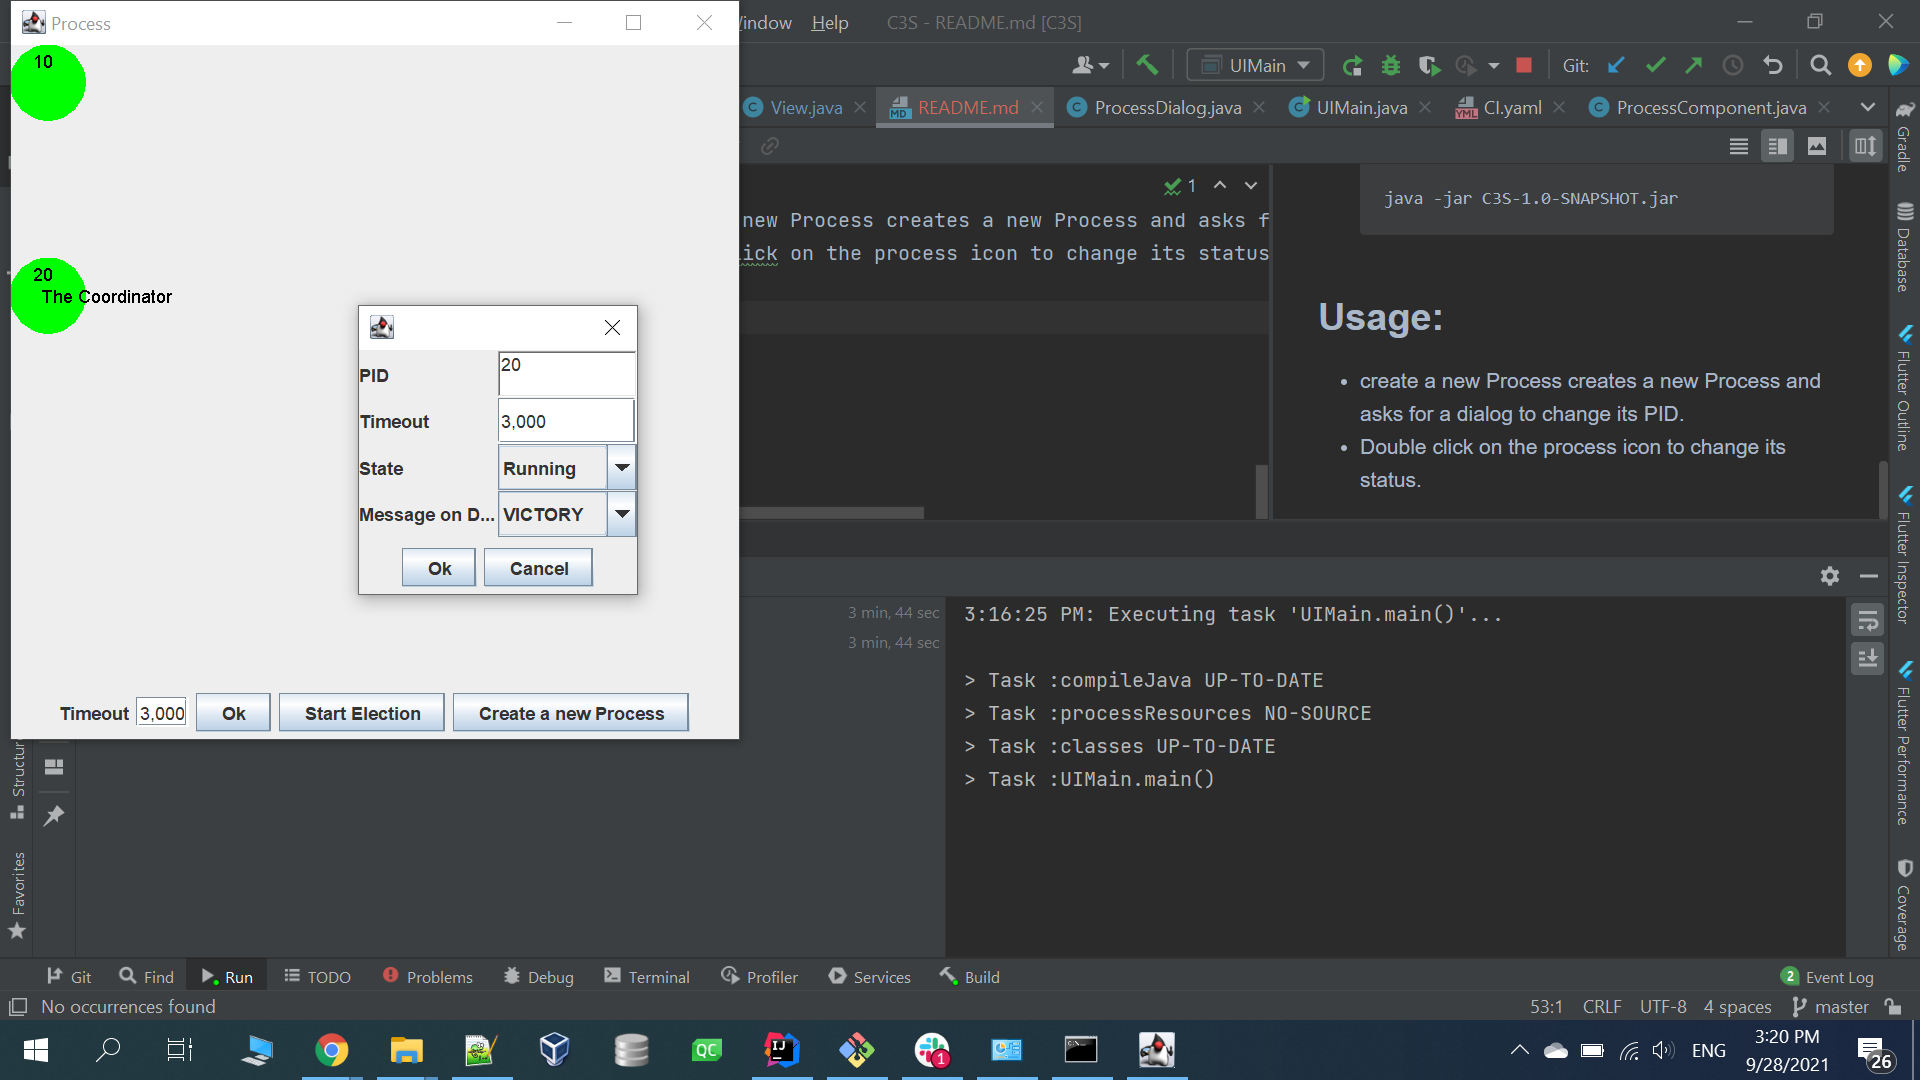 Process
10
20
The Coordinator
PID
20
Timeout
3,000
State
Running
Message on D...
VICTORY
Ok
Cancel
Timeout
3,000
Ok
Start Election
Create a new Process
Window
Help
C3S - README.md [C3S]
UIMain
Git:
View.java
README.md
ProcessDialog.java
UIMain.java
CI.yaml
ProcessComponent.java
1
new Process creates a new Process and asks f
ick on the process icon to change its status
java -jar C3S-1.0-SNAPSHOT.jar
Usage:
• create a new Process creates a new Process and
asks for a dialog to change its PID.
• Double click on the process icon to change its
status.
Gradle
Database
Flutter Outline
Flutter Inspector
Flutter Performance
Coverage
3 min, 44 sec
3 min, 44 sec
3:16:25 PM: Executing task 'UIMain.main()'...
> Task :compileJava UP-TO-DATE
> Task :processResources NO-SOURCE
> Task :classes UP-TO-DATE
> Task :UIMain.main()
Structure
Favorites
Git
Find
Run
TODO
Problems
Debug
Terminal
Profiler
Services
Build
2
Event Log
No occurrences found
53:1
CRLF
UTF-8
4 spaces
master
QC
IJ
1
ENG
3:20 PM
9/28/2021
26